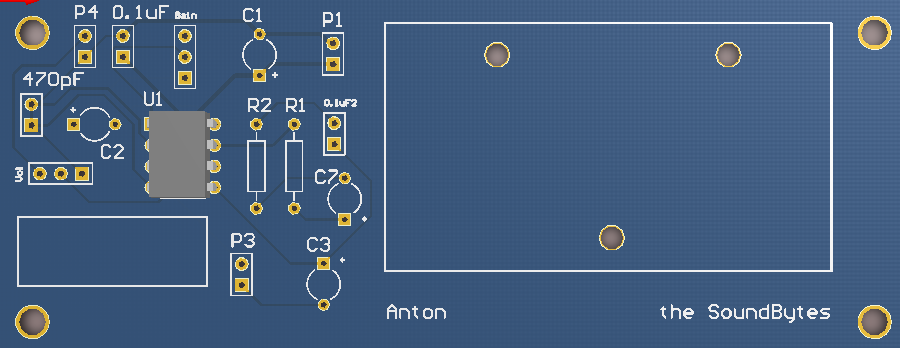 P4 0.1uF Gain C1 P1
470pF
U1 R2 R1 0.1uF2
C2
Vol C7
P3 C3
Anton the SoundBytes